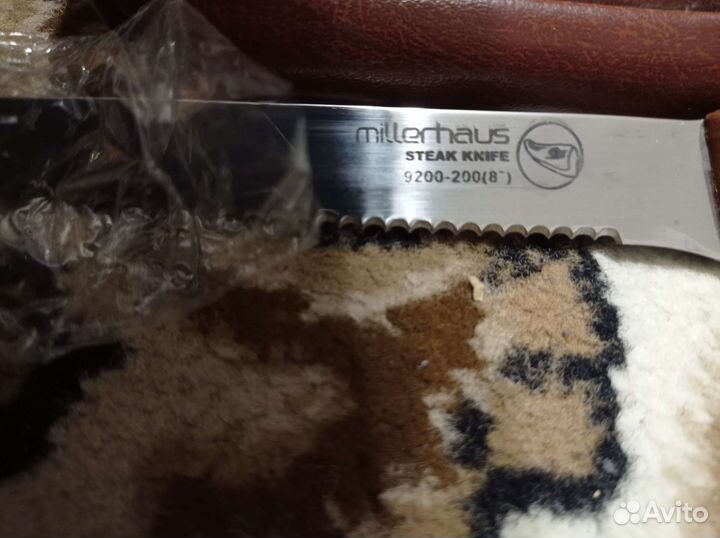 millerhaus
STEAK KNIFE
9200-200(8")
Avito